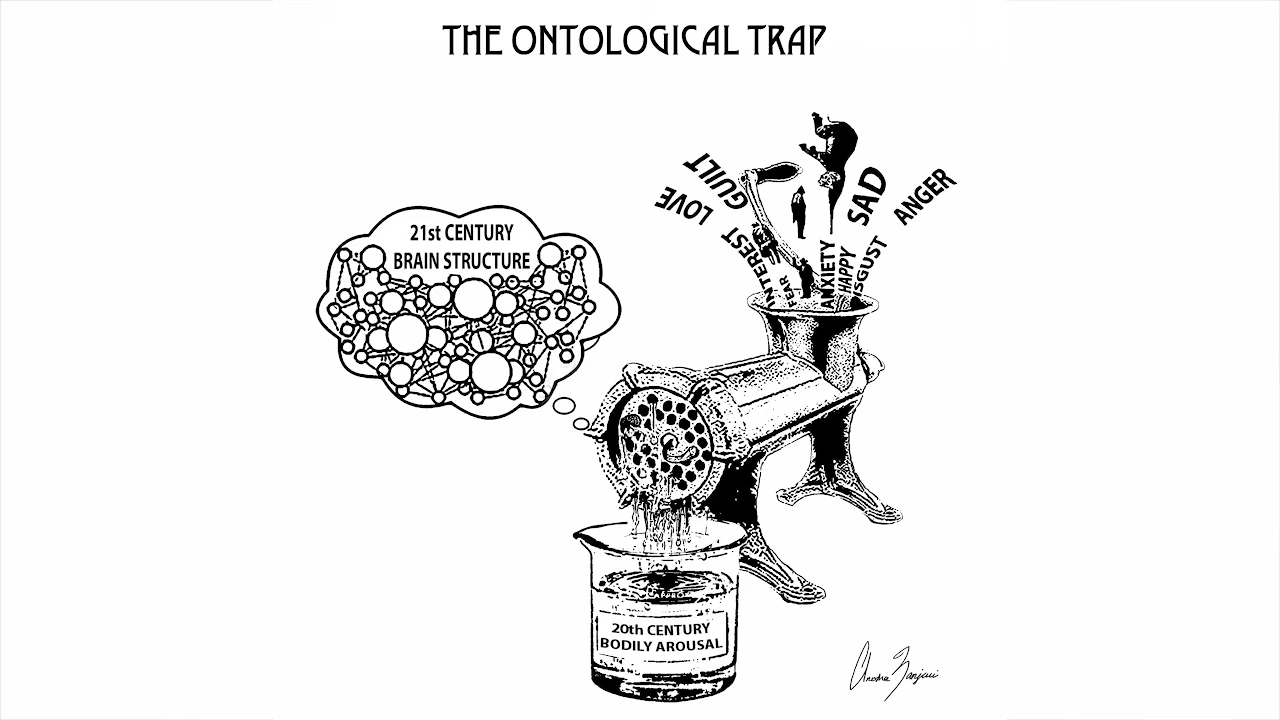 THE ONTOLOGICAL TRAP
GUILT
LOVE
SAD
ANGER
INTEREST
FEAR
ANXIETY
HAPPY
ISGUST
21st CENTURY
BRAIN STRUCTURE
20th CENTURY
BODILY AROUSAL